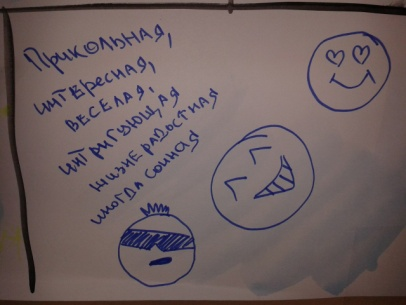 Прикольная,
интересная,
веселая,
интригующая
жизнерадостная
иногда сонная